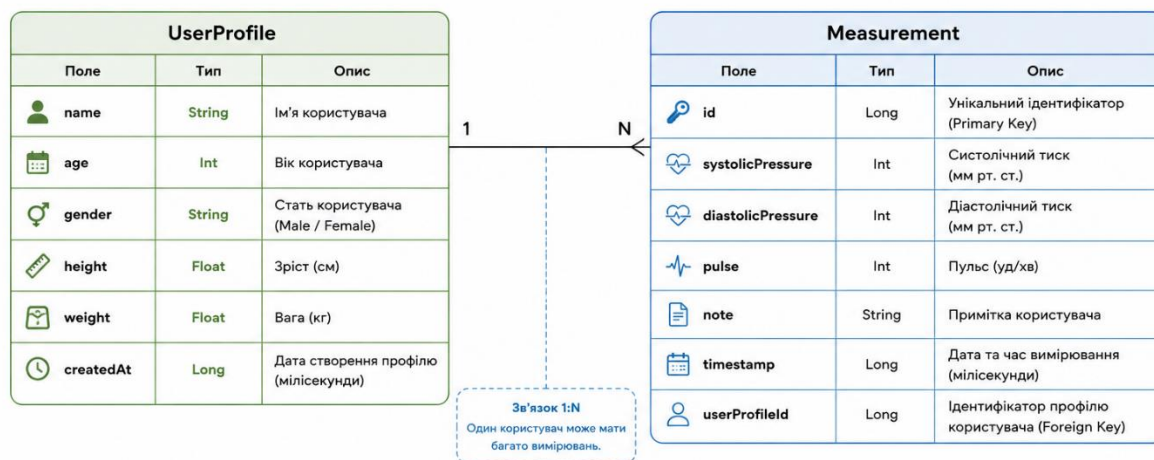 UserProfile
Поле Тип Опис
name String Ім'я користувача
age Int Вік користувача
gender String Стать користувача
(Male / Female)
height Float Зріст (см)
weight Float Вага (кг)
createdAt Long Дата створення профілю
(мілісекунди)
1 N
Зв'язок 1:N
Один користувач може мати
багато вимірювань.
Measurement
Поле Тип Опис
id Long Унікальний ідентифікатор
(Primary Key)
systolicPressure Int Систолічний тиск
(мм рт. ст.)
diastolicPressure Int Діастолічний тиск
(мм рт. ст.)
pulse Int Пульс (уд/хв)
note String Примітка користувача
timestamp Long Дата та час вимірювання
(мілісекунди)
userProfileId Long Ідентифікатор профілю
користувача (Foreign Key)